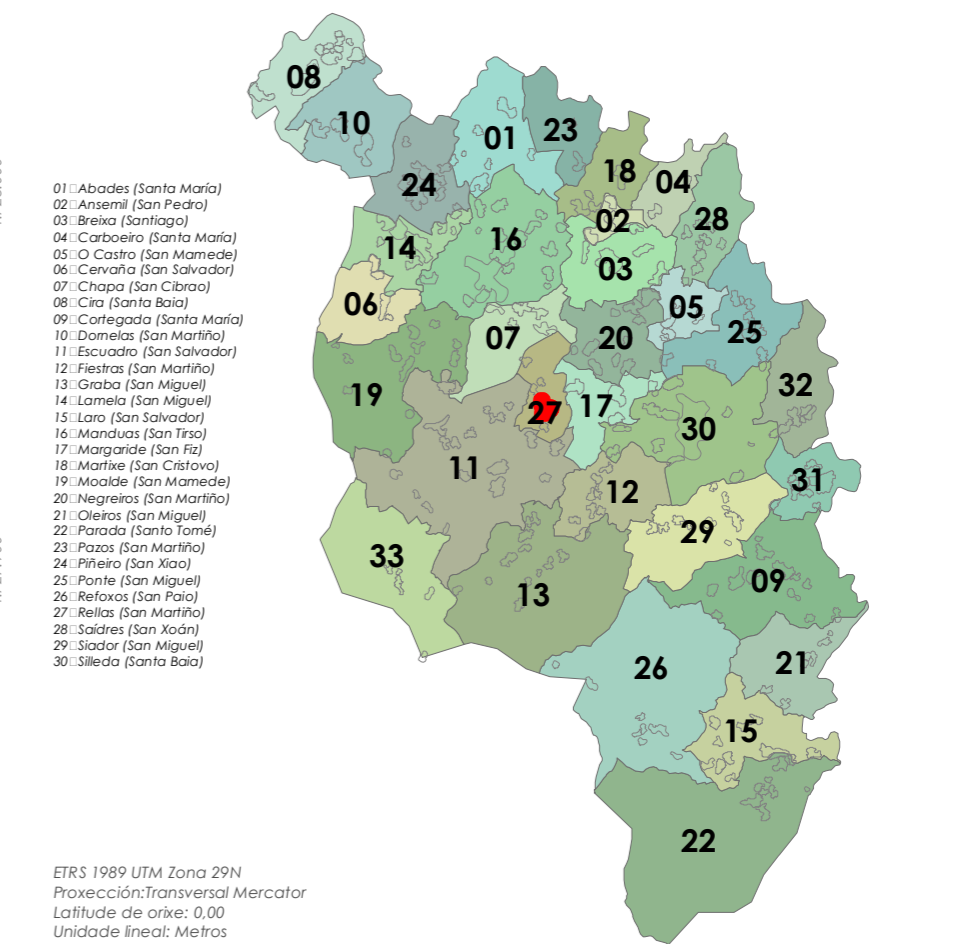 01 Abades (Santa María)
02 Ansemil (San Pedro)
03 Breixa (Santiago)
04 Carboeiro (Santa María)
05 O Castro (San Mamede)
06 Cervaña (San Salvador)
07 Chapa (San Cibrao)
08 Cira (Santa Baia)
09 Cortegada (Santa María)
10 Dornelas (San Martiño)
11 Escuadro (San Salvador)
12 Fiestras (San Martiño)
13 Graba (San Miguel)
14 Lamela (San Miguel)
15 Laro (San Salvador)
16 Manduas (San Tirso)
17 Margaride (San Fiz)
18 Martixe (San Cristovo)
19 Moalde (San Mamede)
20 Negreiros (San Martiño)
21 Oleiros (San Miguel)
22 Parada (Santo Tomé)
23 Pazos (San Martiño)
24 Piñeiro (San Xiao)
25 Ponte (San Miguel)
26 Refoxos (San Paio)
27 Rellas (San Martiño)
28 Saídres (San Xoán)
29 Siador (San Miguel)
30 Silleda (Santa Baia)
08
10
01
23
24
18
04
02
28
14
16
03
06
05
07
20
25
19
27
17
32
30
11
12
31
29
33
13
09
26
21
15
22
ETRS 1989 UTM Zona 29N
Proxección:Transversal Mercator
Latitude de orixe: 0,00
Unidade lineal: Metros